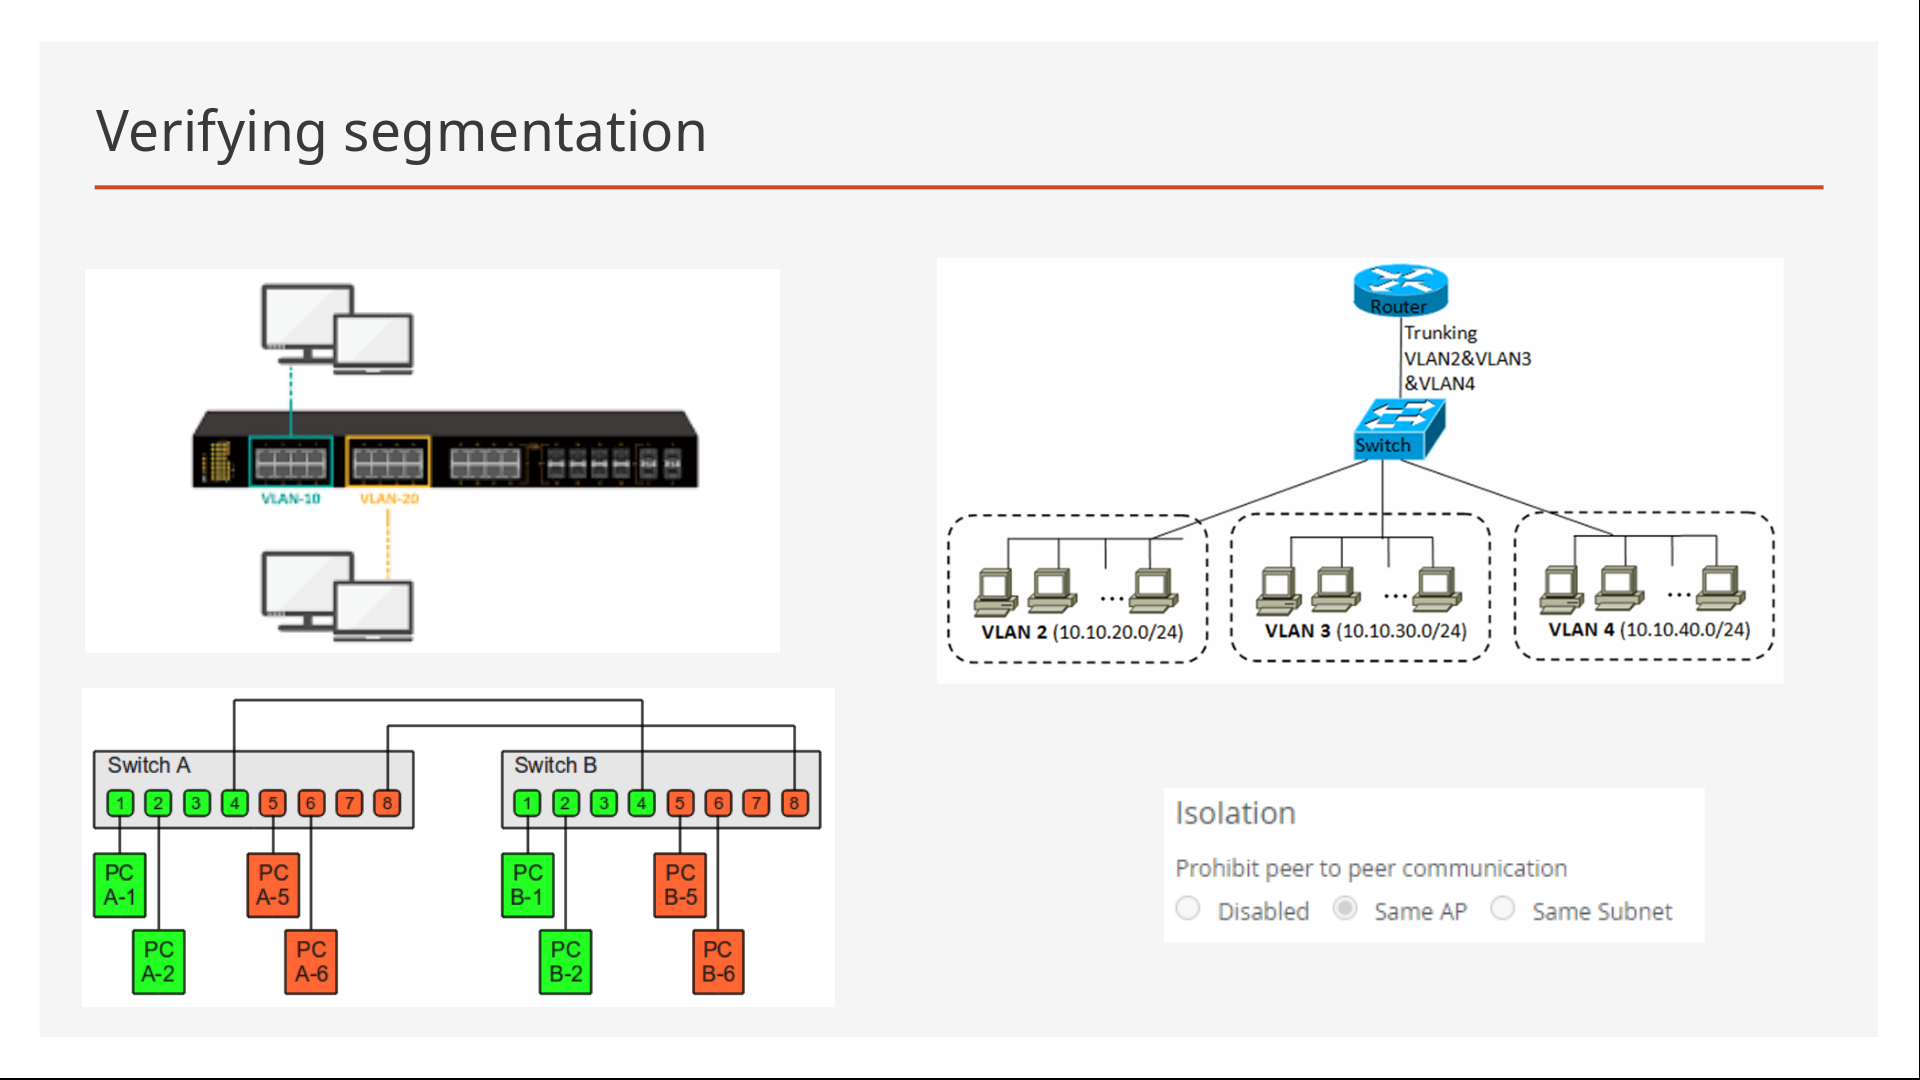 Verifying segmentation
VLAN-10
VLAN-20
Router
Trunking
VLAN2&VLAN3
&VLAN4
Switch
...
...
...
VLAN 2 (10.10.20.0/24)
VLAN 3 (10.10.30.0/24)
VLAN 4 (10.10.40.0/24)
Switch A
1 2 3 4 5 6 7 8
PC
A-1
PC
A-2
PC
A-5
PC
A-6
Switch B
1 2 3 4 5 6 7 8
PC
B-1
PC
B-2
PC
B-5
PC
B-6
Isolation
Prohibit peer to peer communication
Disabled Same AP Same Subnet